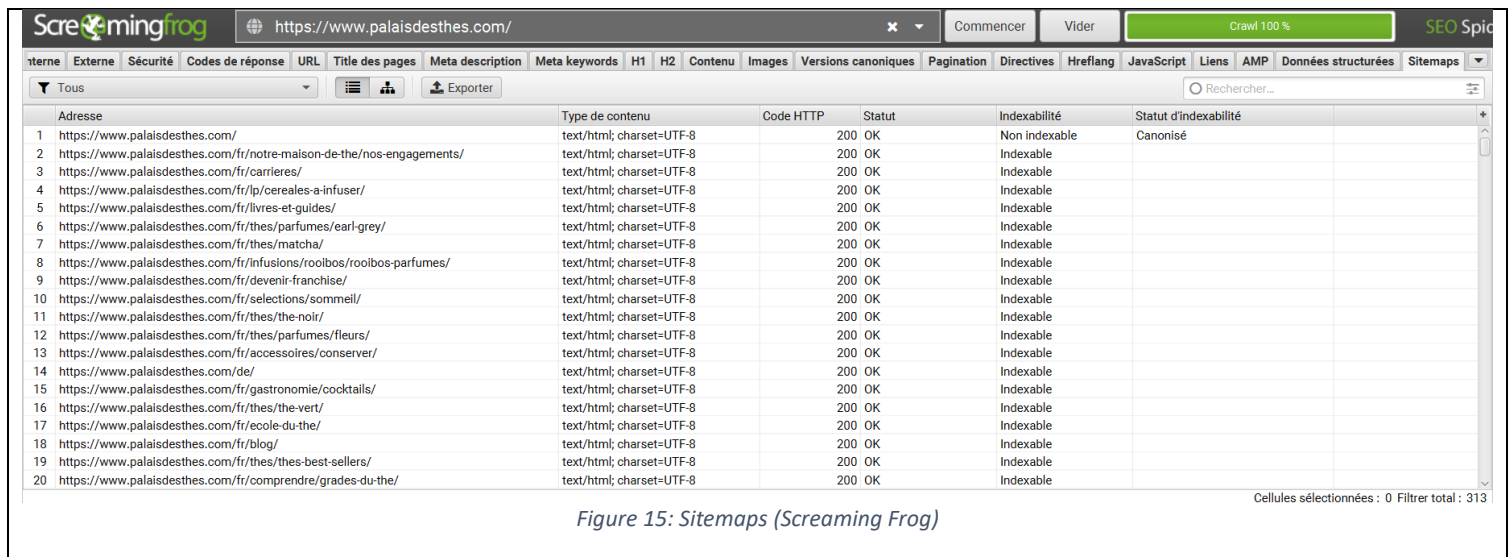 Screamingfrog https://www.palaisdesthes.com/ Commencer Vider Crawl 100 % SEO Spid
nterne Externe Sécurité Codes de réponse URL Title des pages Meta description Meta keywords H1 H2 Contenu Images Versions canoniques Pagination Directives Hreflang JavaScript Liens AMP Données structurées Sitemaps
Tous Exporter Rechercher...
Adresse Type de contenu Code HTTP Statut Indexabilité Statut d'indexabilité +
1 https://www.palaisdesthes.com/ text/html; charset=UTF-8 200 OK Non indexable Canonisé
2 https://www.palaisdesthes.com/fr/notre-maison-de-the/nos-engagements/ text/html; charset=UTF-8 200 OK Indexable
3 https://www.palaisdesthes.com/fr/carrieres/ text/html; charset=UTF-8 200 OK Indexable
4 https://www.palaisdesthes.com/fr/lp/cereales-a-infuser/ text/html; charset=UTF-8 200 OK Indexable
5 https://www.palaisdesthes.com/fr/livres-et-guides/ text/html; charset=UTF-8 200 OK Indexable
6 https://www.palaisdesthes.com/fr/thes/parfumes/earl-grey/ text/html; charset=UTF-8 200 OK Indexable
7 https://www.palaisdesthes.com/fr/thes/matcha/ text/html; charset=UTF-8 200 OK Indexable
8 https://www.palaisdesthes.com/fr/infusions/rooibos/rooibos-parfumes/ text/html; charset=UTF-8 200 OK Indexable
9 https://www.palaisdesthes.com/fr/devenir-franchise/ text/html; charset=UTF-8 200 OK Indexable
10 https://www.palaisdesthes.com/fr/selections/sommeil/ text/html; charset=UTF-8 200 OK Indexable
11 https://www.palaisdesthes.com/fr/thes/the-noir/ text/html; charset=UTF-8 200 OK Indexable
12 https://www.palaisdesthes.com/fr/thes/parfumes/fleurs/ text/html; charset=UTF-8 200 OK Indexable
13 https://www.palaisdesthes.com/fr/accessoires/conserver/ text/html; charset=UTF-8 200 OK Indexable
14 https://www.palaisdesthes.com/de/ text/html; charset=UTF-8 200 OK Indexable
15 https://www.palaisdesthes.com/fr/gastronomie/cocktails/ text/html; charset=UTF-8 200 OK Indexable
16 https://www.palaisdesthes.com/fr/thes/the-vert/ text/html; charset=UTF-8 200 OK Indexable
17 https://www.palaisdesthes.com/fr/ecole-du-the/ text/html; charset=UTF-8 200 OK Indexable
18 https://www.palaisdesthes.com/fr/blog/ text/html; charset=UTF-8 200 OK Indexable
19 https://www.palaisdesthes.com/fr/thes/thes-best-sellers/ text/html; charset=UTF-8 200 OK Indexable
20 https://www.palaisdesthes.com/fr/comprendre/grades-du-the/ text/html; charset=UTF-8 200 OK Indexable
Cellules sélectionnées : 0 Filtrer total : 313
Figure 15: Sitemaps (Screaming Frog)